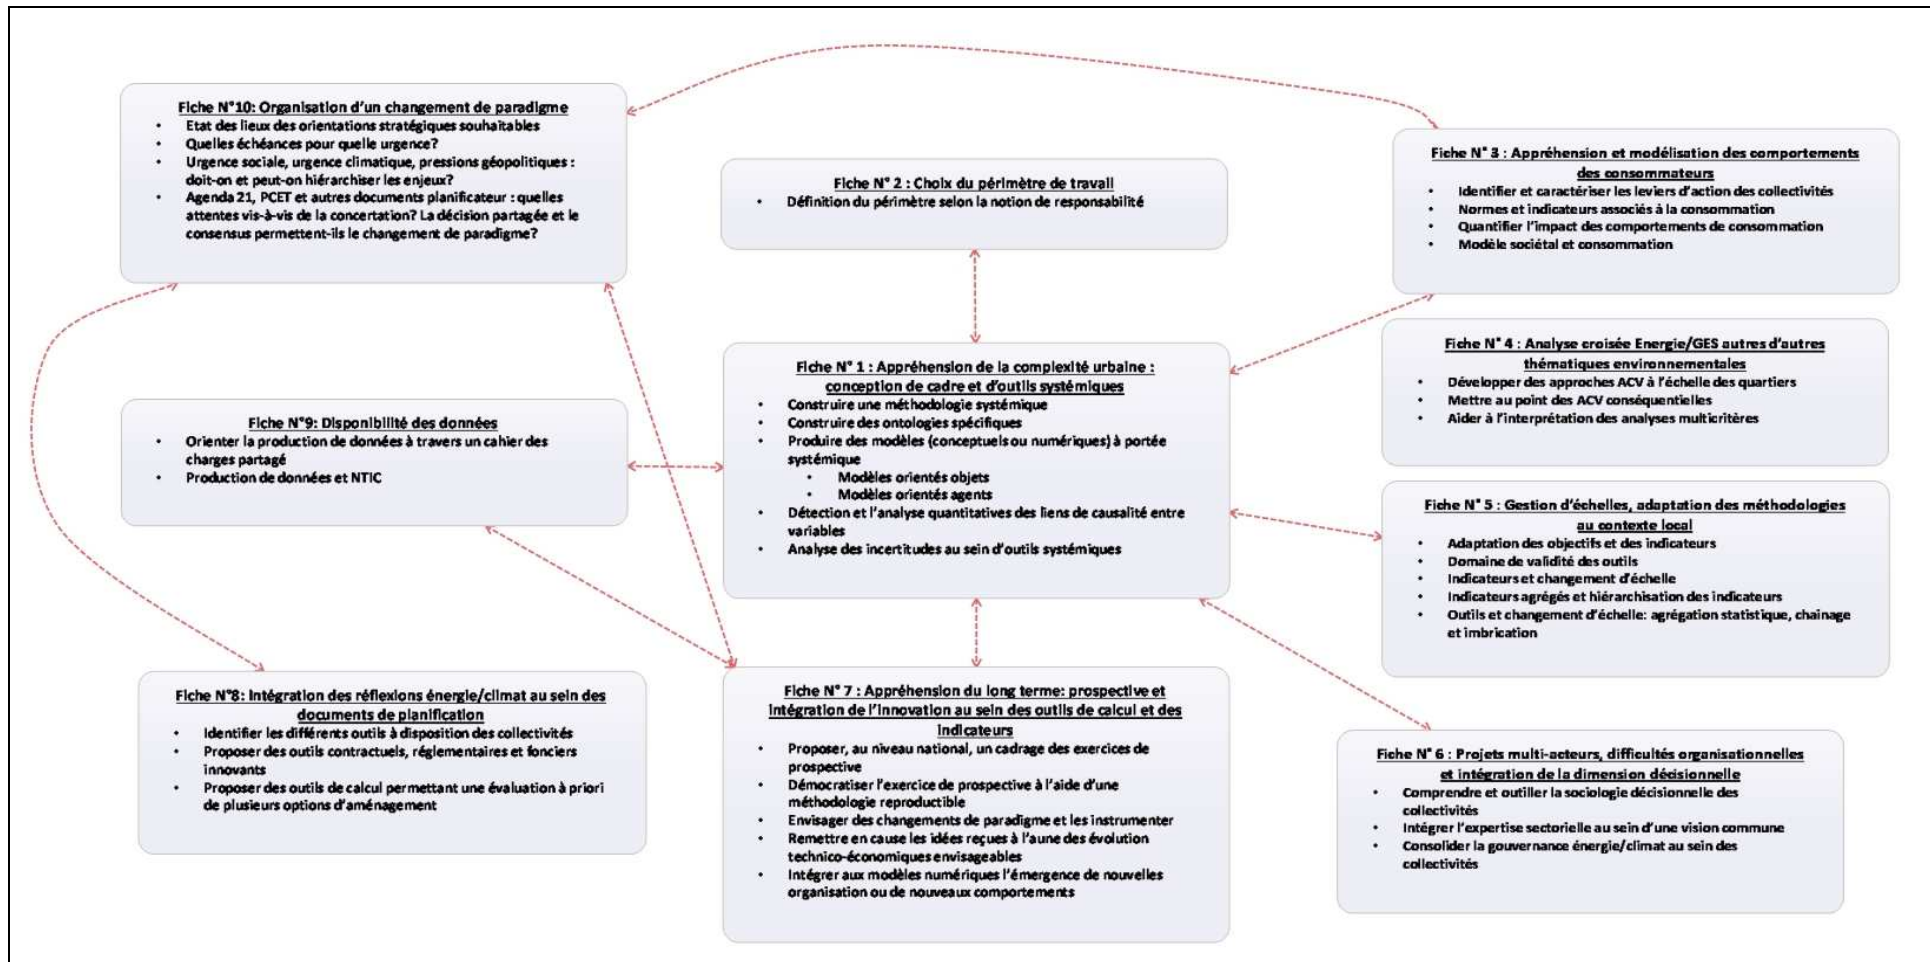 Fiche N°10: Organisation d'un changement de paradigme
• Etat des lieux des orientations stratégiques souhaitables
• Quelles échéances pour quelle urgence?
• Urgence sociale, urgence climatique, pressions géopolitiques :
doit-on et peut-on hiérarchiser les enjeux?
• Agenda 21, PCET et autres documents planificateur : quelles
attentes vis-à-vis de la concertation? La décision partagée et le
consensus permettent-ils le changement de paradigme?
Fiche N° 2 : Choix du périmètre de travail
• Définition du périmètre selon la notion de responsabilité
Fiche N° 3 : Appréhension et modélisation des comportements
des consommateurs
• Identifier et caractériser les leviers d'action des collectivités
• Normes et indicateurs associés à la consommation
• Quantifier l'impact des comportements de consommation
• Modèle sociétal et consommation
Fiche N° 4 : Analyse croisée Energie/GES autres d'autres
thématiques environnementales
• Développer des approches ACV à l'échelle des quartiers
• Mettre au point des ACV conséquentielles
• Aider à l'interprétation des analyses multicritères
Fiche N° 1 : Appréhension de la complexité urbaine :
conception de cadre et d'outils systémiques
• Construire une méthodologie systémique
• Construire des ontologies spécifiques
• Produire des modèles (conceptuels ou numériques) à portée
systémique
• Modèles orientés objets
• Modèles orientés agents
• Détection et l'analyse quantitatives des liens de causalité entre
variables
• Analyse des incertitudes au sein d'outils systémiques
Fiche N°9: Disponibilité des données
• Orienter la production de données à travers un cahier des
charges partagé
• Production de données et NTIC
Fiche N° 5 : Gestion d'échelles, adaptation des méthodologies
au contexte local
• Adaptation des objectifs et des indicateurs
• Domaine de validité des outils
• Indicateurs et changement d'échelle
• Indicateurs agrégés et hiérarchisation des indicateurs
• Outils et changement d'échelle: agrégation statistique, chainage
et imbrication
Fiche N°8: Intégration des réflexions énergie/climat au sein des
documents de planification
• Identifier les différents outils à disposition des collectivités
• Proposer des outils contractuels, réglementaires et fonciers
innovants
• Proposer des outils de calcul permettant une évaluation à priori
de plusieurs options d'aménagement
Fiche N° 7 : Appréhension du long terme: prospective et
intégration de l'innovation au sein des outils de calcul et des
indicateurs
• Proposer, au niveau national, un cadrage des exercices de
prospective
• Démocratiser l'exercice de prospective à l'aide d'une
méthodologie reproductible
• Envisager des changements de paradigme et les instrumenter
• Remettre en cause les idées reçues à l'aune des évolution
technico-économiques envisageables
• Intégrer aux modèles numériques l'émergence de nouvelles
organisation ou de nouveaux comportements
Fiche N° 6 : Projets multi-acteurs, difficultés organisationnelles
et intégration de la dimension décisionnelle
• Comprendre et outiller la sociologie décisionnelle des
collectivités
• Intégrer l'expertise sectorielle au sein d'une vision commune
• Consolider la gouvernance énergie/climat au sein des
collectivités